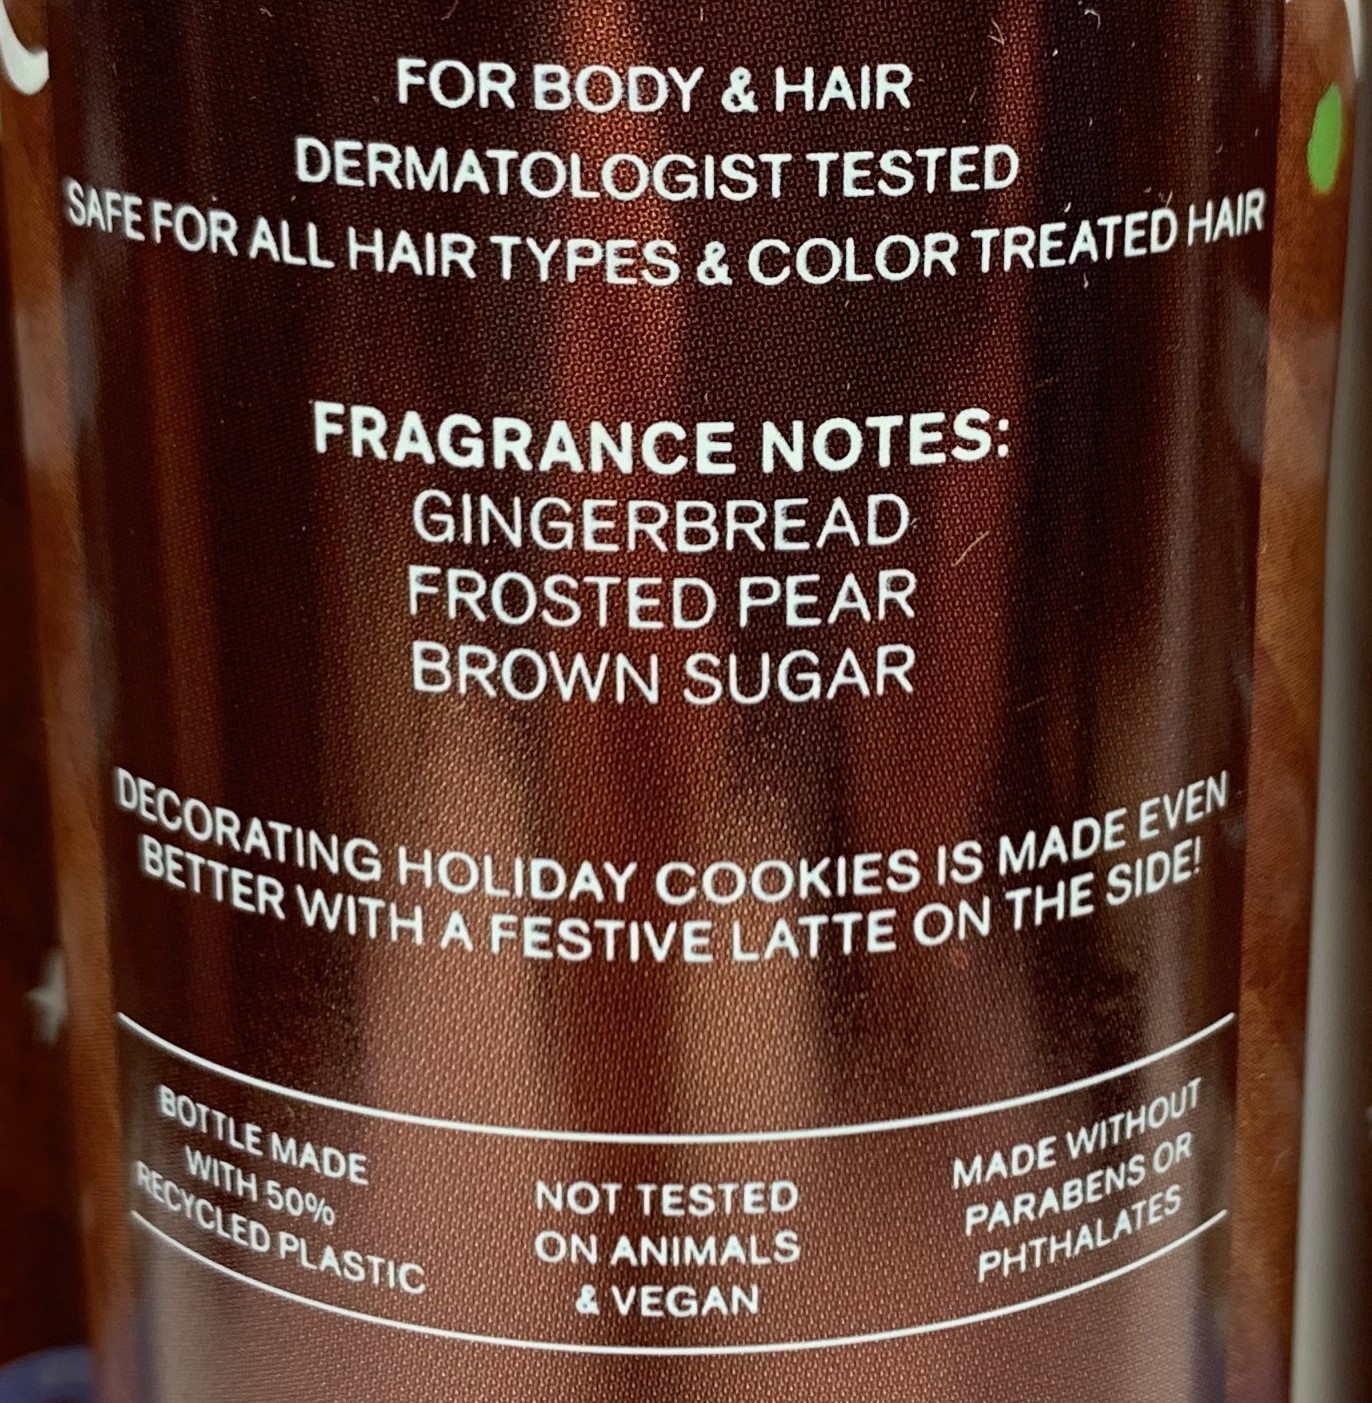 FOR BODY & HAIR
DERMATOLOGIST TESTED
SAFE FOR ALL HAIR TYPES & COLOR TREATED HAIR
FRAGRANCE NOTES:
GINGERBREAD
FROSTED PEAR
BROWN SUGAR
DECORATING HOLIDAY COOKIES IS MADE EVEN
BETTER WITH A FESTIVE LATTE ON THE SIDE!
BOTTLE MADE
WITH 50%
RECYCLED PLASTIC
NOT TESTED
ON ANIMALS
& VEGAN
MADE WITHOUT
PARABENS OR
PHTHALATES